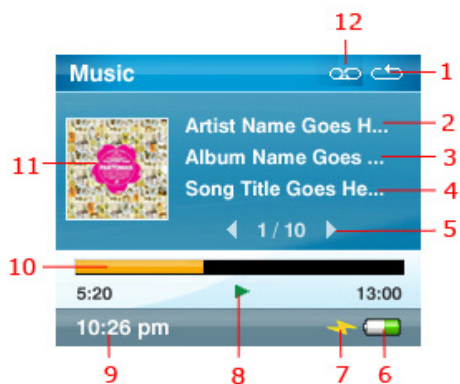 12
Music
1
Artist Name Goes H... 2
11 Album Name Goes ... 3
Song Title Goes He... 4
1 / 10 5
10
5:20 13:00
10:26 pm
9 8 7 6